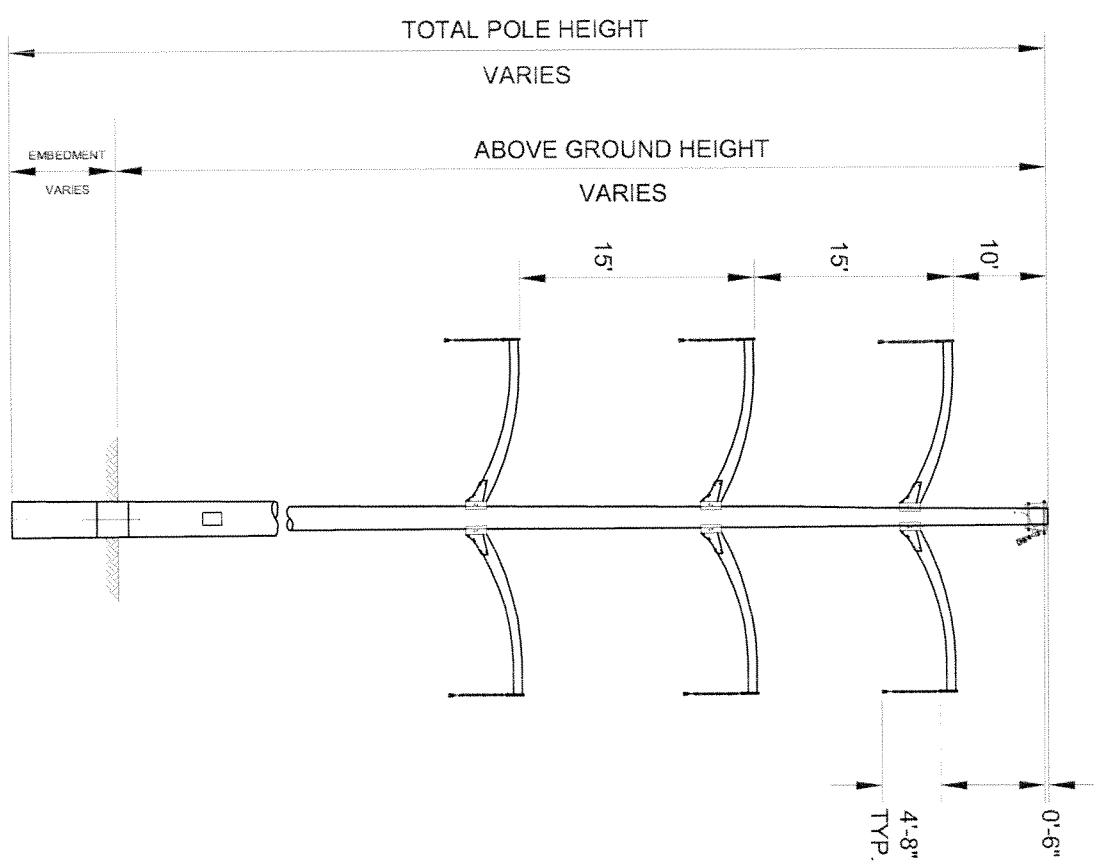 TOTAL POLE HEIGHT
VARIES
EMBEDMENT
VARIES
ABOVE GROUND HEIGHT
VARIES
15'
15'
10'
4'-8"
TYP.
0'-6"